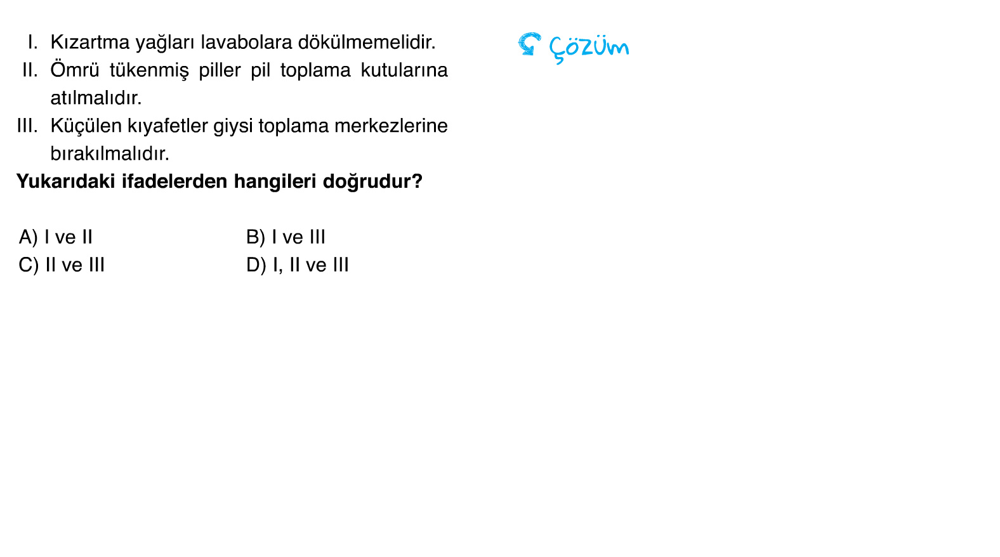 I. Kızartma yağları lavabolara dökülmemelidir.
II. Ömrü tükenmiş piller pil toplama kutularına
atılmalıdır.
III. Küçülen kıyafetler giysi toplama merkezlerine
bırakılmalıdır.
Yukarıdaki ifadelerden hangileri doğrudur?
A) I ve II B) I ve III
C) II ve III D) I, II ve III
Çözüm